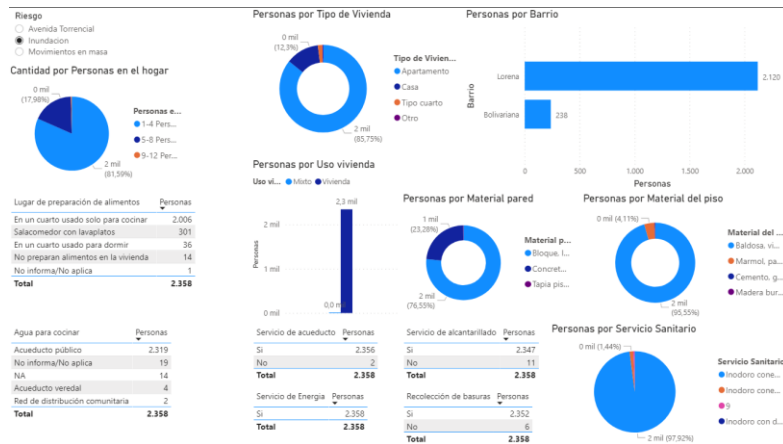 Riesgo
Avenida Torrencial
Inundacion
Movimientos en masa
Cantidad por Personas en el hogar
0 mil
(17,98%)
2 mil
(81,59%)
Personas e...
1-4 Pers...
5-8 Pers...
9-12 Per...
Lugar de preparación de alimentos Personas
En un cuarto usado solo para cocinar 2.006
Salacomedor con lavaplatos 301
En un cuarto usado para dormir 36
No preparan alimentos en la vivienda 14
No informa/No aplica 1
Total 2.358
Agua para cocinar Personas
Acueducto público 2.319
No informa/No aplica 19
NA 14
Acueducto veredal 4
Red de distribución comunitaria 2
Total 2.358
Personas por Tipo de Vivienda
0 mil
(12,3%)
2 mil
(85,75%)
Tipo de Vivien...
Apartamento
Casa
Tipo cuarto
Otro
Personas por Barrio
Barrio
Lorena 2.120
Bolivariana 238
0 500 1.000 1.500 2.000
Personas
Personas por Uso vivienda
Uso vi... Mixto Vivienda
Personas
2 mil
1 mil
0 mil
2,3 mil
0,0 mil
Personas por Material pared
1 mil
(23,28%)
2 mil
(76,55%)
Material p...
Bloque, l...
Concret...
Tapia pis...
Personas por Material del piso
0 mil (4,11%)
2 mil
(95,55%)
Material del ...
Baldosa, vi...
Marmol, pa...
Cemento, g...
Madera bur...
Servicio de acueducto Personas
Si 2.356
No 2
Total 2.358
Servicio de alcantarillado Personas
Si 2.347
No 11
Total 2.358
Servicio de Energia Personas
Si 2.358
Total 2.358
Recolección de basuras Personas
Si 2.352
No 6
Total 2.358
Personas por Servicio Sanitario
0 mil (1,44%)
2 mil (97,92%)
Servicio Sanitario
Inodoro cone...
Inodoro cone...
9
Inodoro con d...